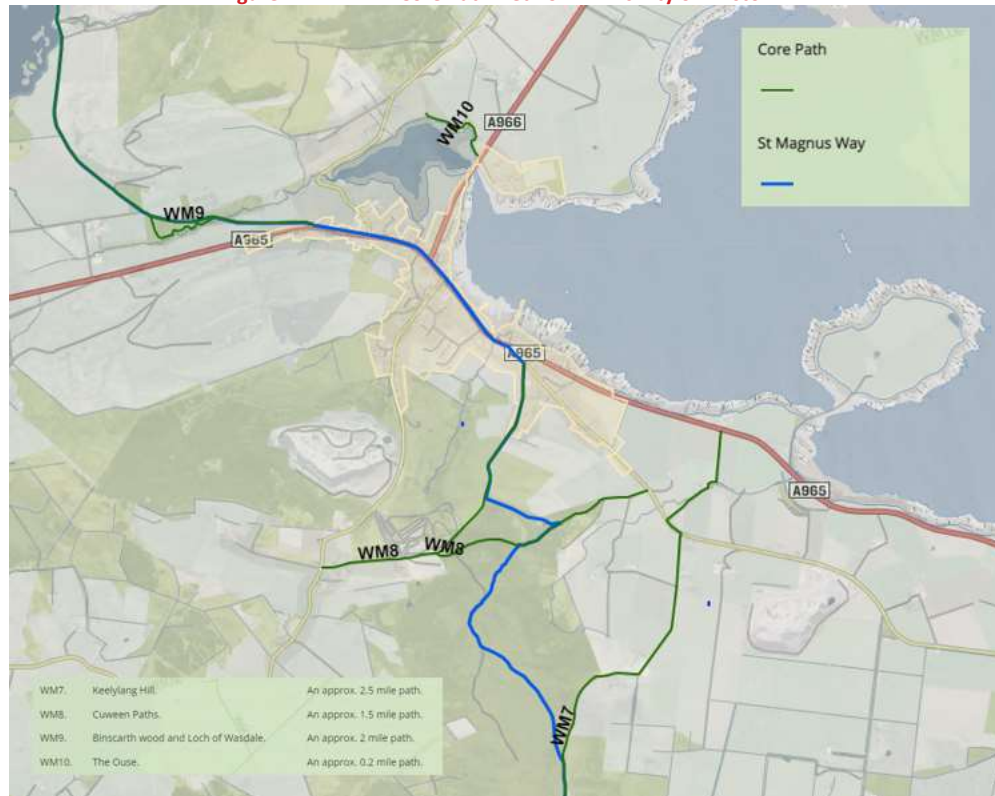 Core Path
St Magnus Way
WM10
A966
WM9
A965
A965
A965
WM8
WM8
WM7
WM7. Keelylang Hill. An approx. 2.5 mile path.
WM8. Cuween Paths. An approx. 1.5 mile path.
WM9. Binscarth wood and Loch of Wasdale. An approx. 2 mile path.
WM10. The Ouse. An approx. 0.2 mile path.